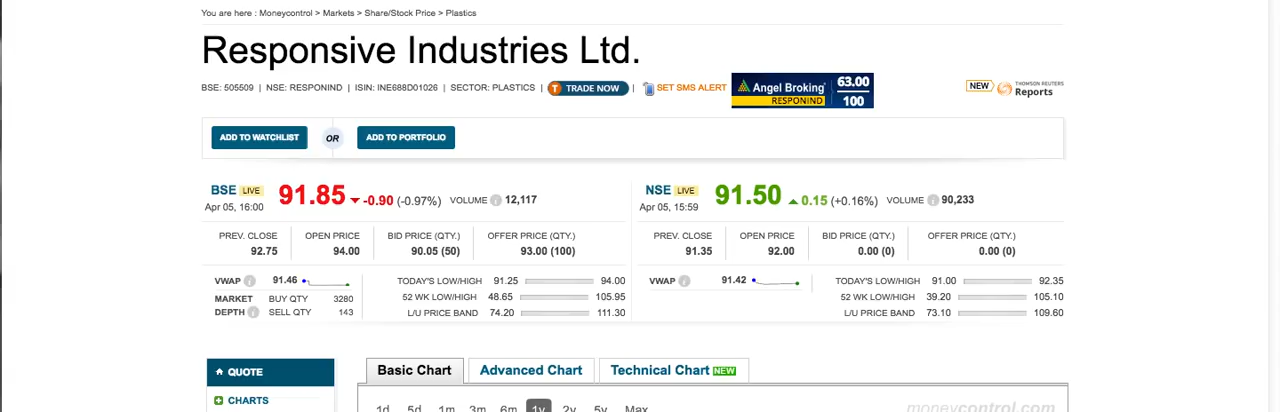 You are here : Moneycontrol > Markets > Share/Stock Price > Plastics
Responsive Industries Ltd.
BSE: 505509 | NSE: RESPONIND | ISIN: INE688D01026 | SECTOR: PLASTICS | T TRADE NOW | SET SMS ALERT
Angel Broking 63.00
RESPONIND 100
NEW THOMSON REUTERS
Reports
ADD TO WATCHLIST OR ADD TO PORTFOLIO
BSE LIVE 91.85 -0.90 (-0.97%) VOLUME i 12,117
Apr 05, 16:00
NSE LIVE 91.50 0.15 (+0.16%) VOLUME i 90,233
Apr 05, 15:59
PREV. CLOSE OPEN PRICE BID PRICE (QTY.) OFFER PRICE (QTY.)
92.75 94.00 90.05 (50) 93.00 (100)
PREV. CLOSE OPEN PRICE BID PRICE (QTY.) OFFER PRICE (QTY.)
91.35 92.00 0.00 (0) 0.00 (0)
VWAP i 91.46
MARKET BUY QTY 3280
DEPTH i SELL QTY 143
TODAY'S LOW/HIGH 91.25 94.00
52 WK LOW/HIGH 48.65 105.95
L/U PRICE BAND 74.20 111.30
VWAP i 91.42
TODAY'S LOW/HIGH 91.00 92.35
52 WK LOW/HIGH 39.20 105.10
L/U PRICE BAND 73.10 109.60
QUOTE
CHARTS
Basic Chart Advanced Chart Technical Chart NEW
1d 5d 1m 3m 6m 1y 2y 5y Max
moneycontrol.com